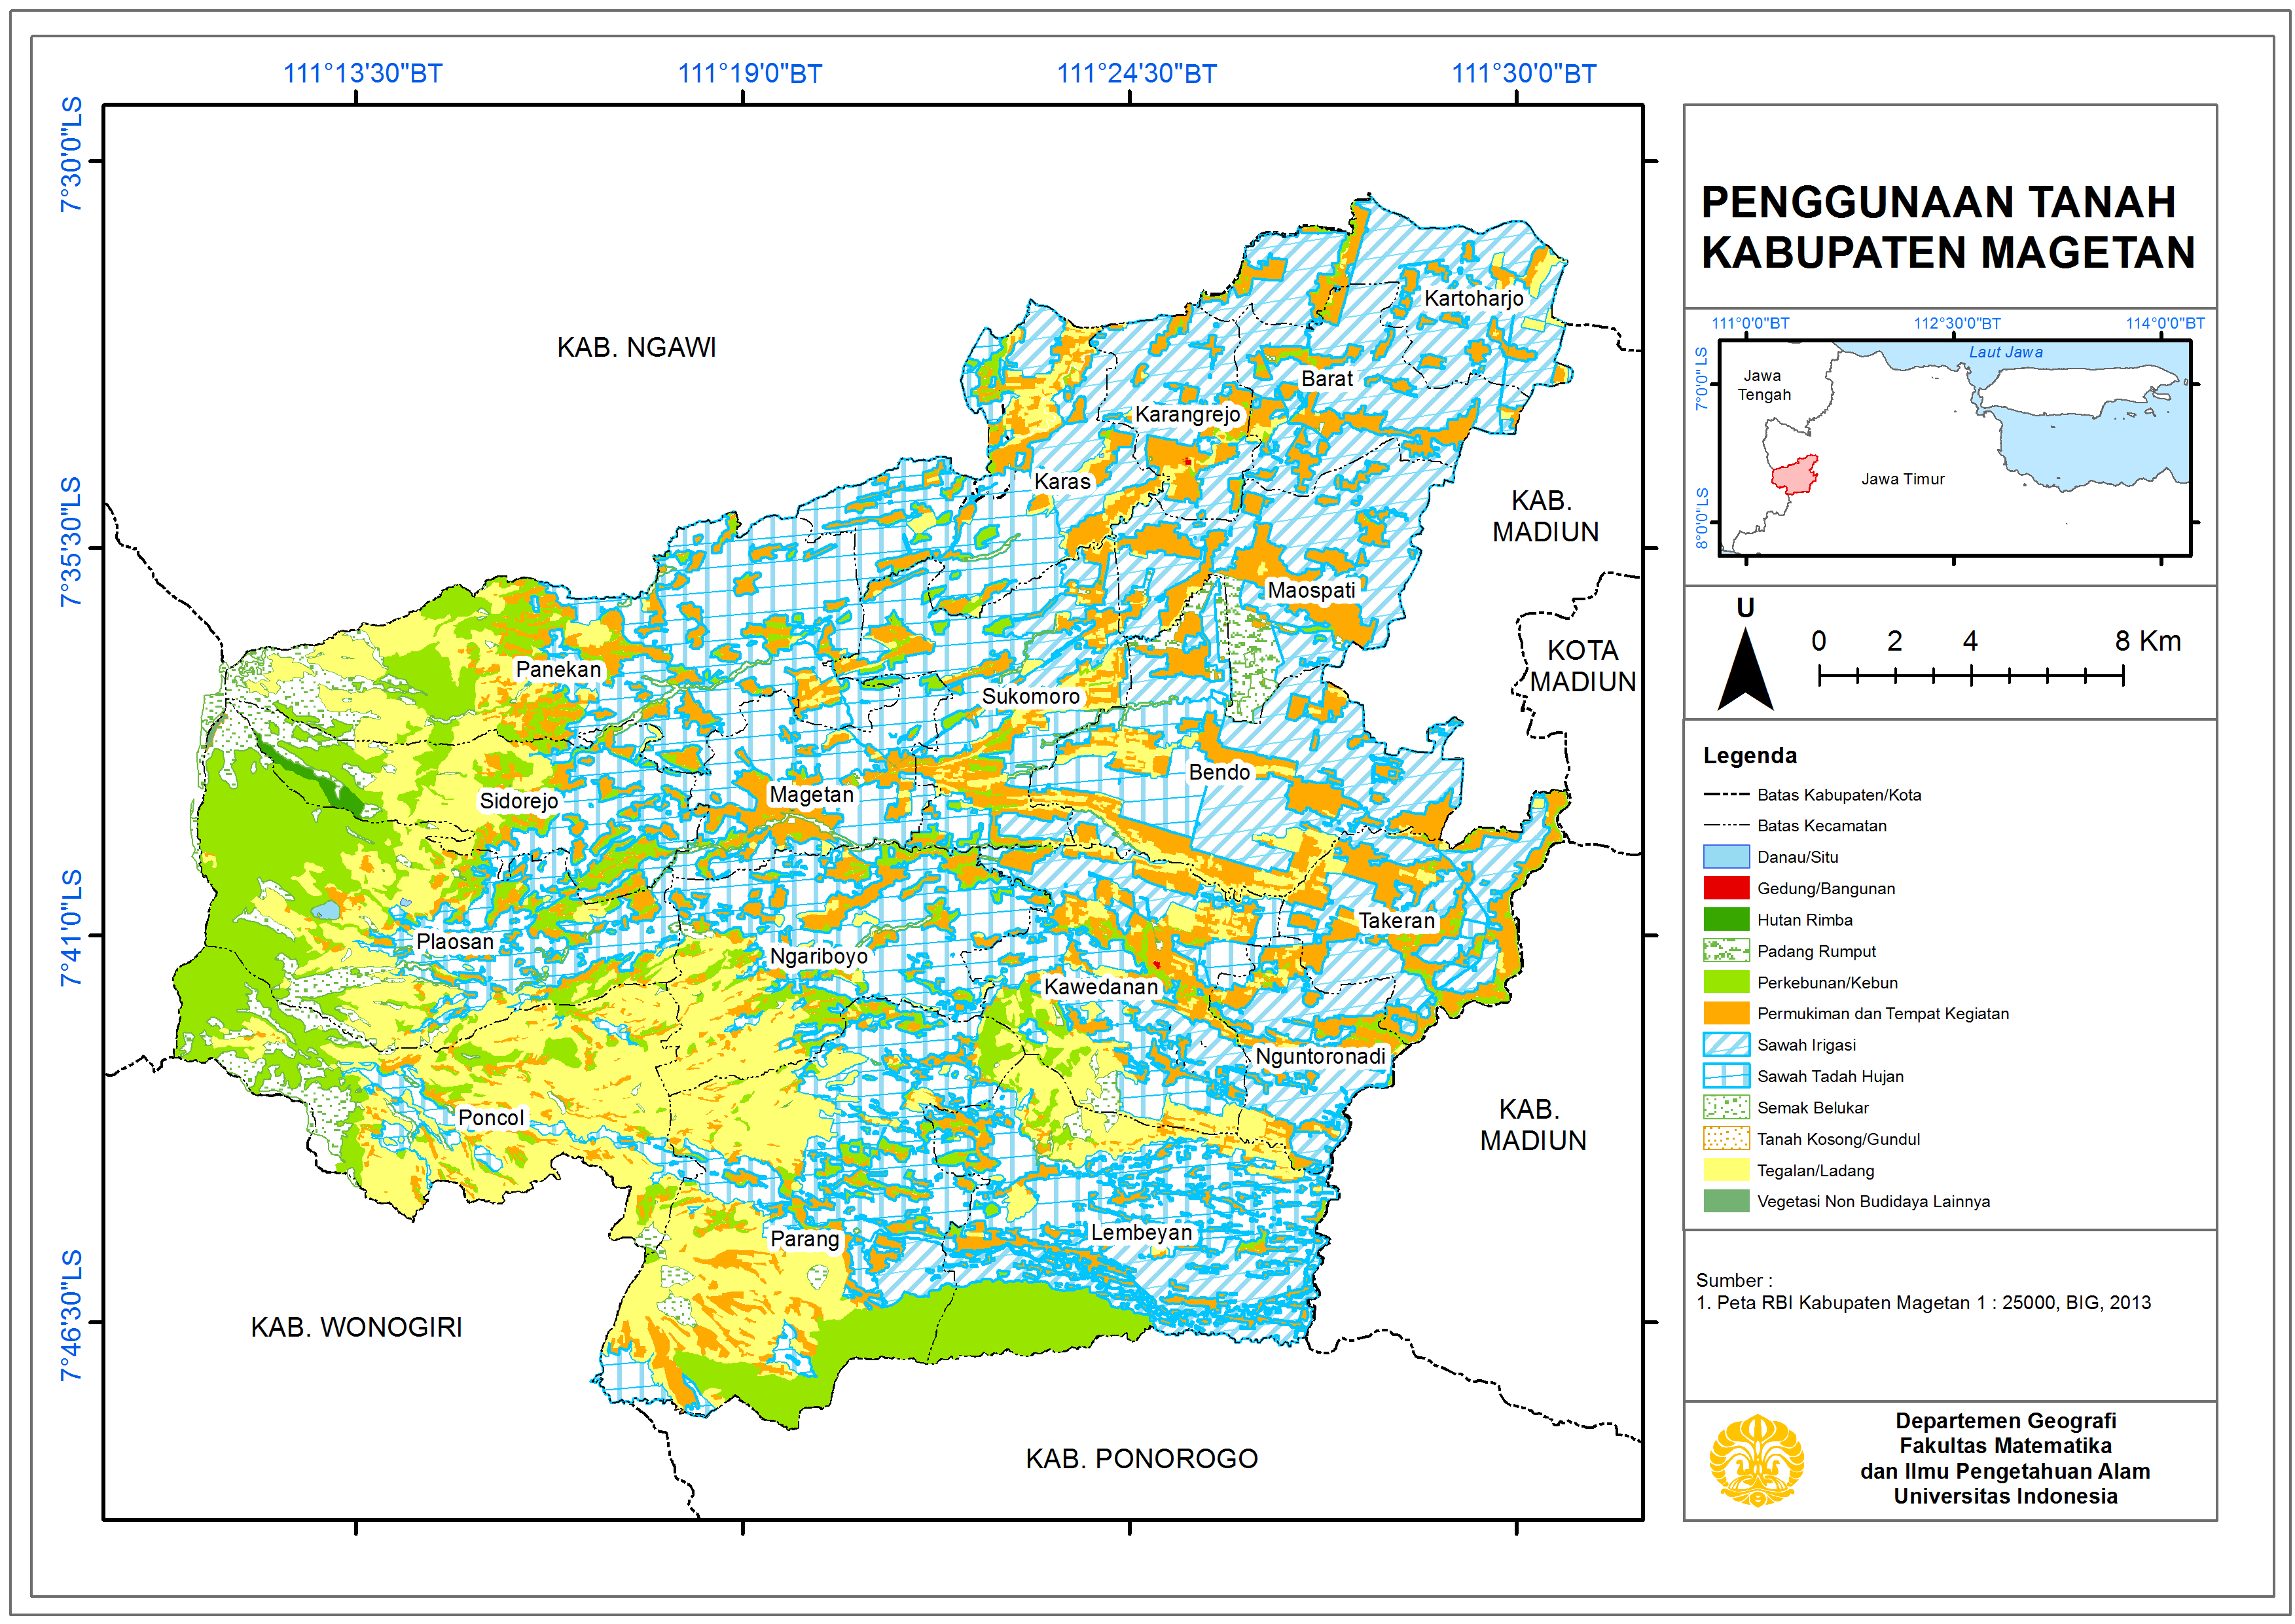 111°13'30"BT
111°19'0"BT
111°24'30"BT
111°30'0"BT
7°30'0"LS
7°35'30"LS
7°41'0"LS
7°46'30"LS
KAB. NGAWI
KAB.
MADIUN
KOTA
MADIUN
KAB.
MADIUN
KAB. WONOGIRI
KAB. PONOROGO
Kartoharjo
Barat
Karangrejo
Karas
Maospati
Panekan
Sukomoro
Bendo
Sidorejo
Magetan
Takeran
Plaosan
Ngariboyo
Kawedanan
Nguntoronadi
Poncol
Parang
Lembeyan
PENGGUNAAN TANAH
KABUPATEN MAGETAN
111°0'0"BT
112°30'0"BT
114°0'0"BT
7°0'0"LS
8°0'0"LS
Laut Jawa
Jawa
Tengah
Jawa Timur
U
0 2 4 8 Km
Legenda
Batas Kabupaten/Kota
Batas Kecamatan
Danau/Situ
Gedung/Bangunan
Hutan Rimba
Padang Rumput
Perkebunan/Kebun
Permukiman dan Tempat Kegiatan
Sawah Irigasi
Sawah Tadah Hujan
Semak Belukar
Tanah Kosong/Gundul
Tegalan/Ladang
Vegetasi Non Budidaya Lainnya
Sumber :
1. Peta RBI Kabupaten Magetan 1 : 25000, BIG, 2013
Departemen Geografi
Fakultas Matematika
dan Ilmu Pengetahuan Alam
Universitas Indonesia